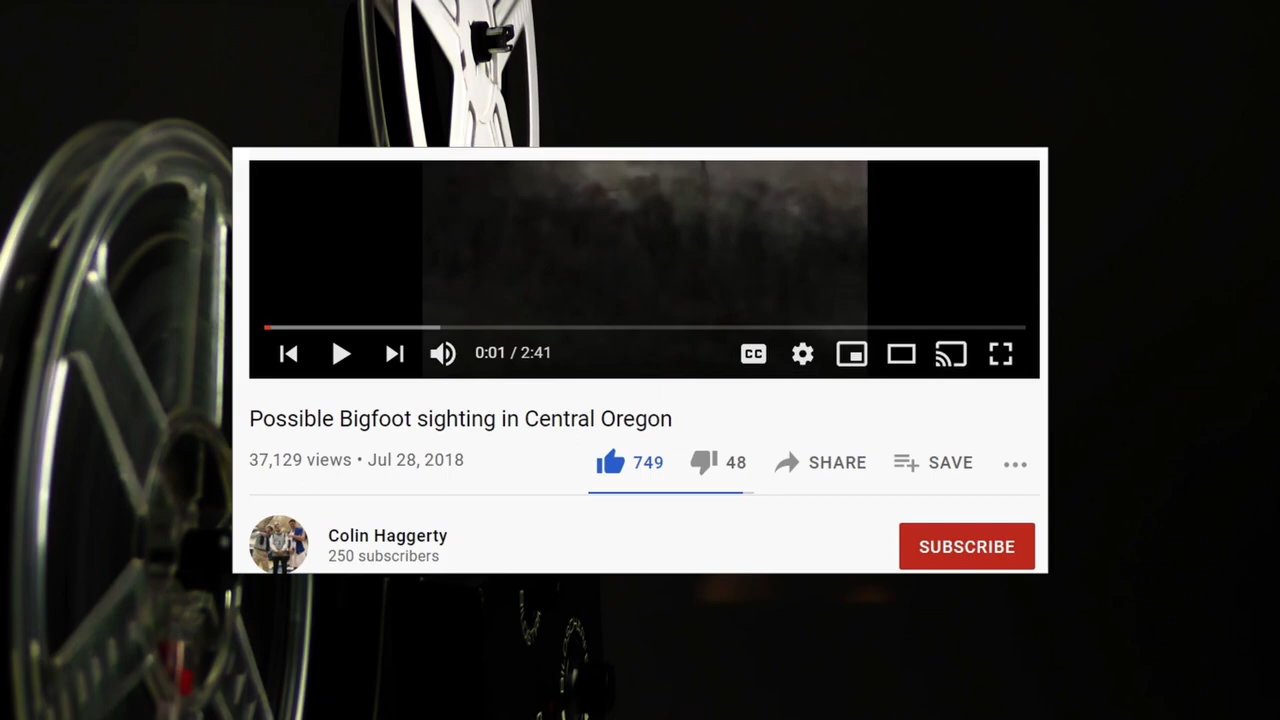 0:01 / 2:41
CC
Possible Bigfoot sighting in Central Oregon
37,129 views • Jul 28, 2018
749
48
SHARE
SAVE
Colin Haggerty
250 subscribers
SUBSCRIBE